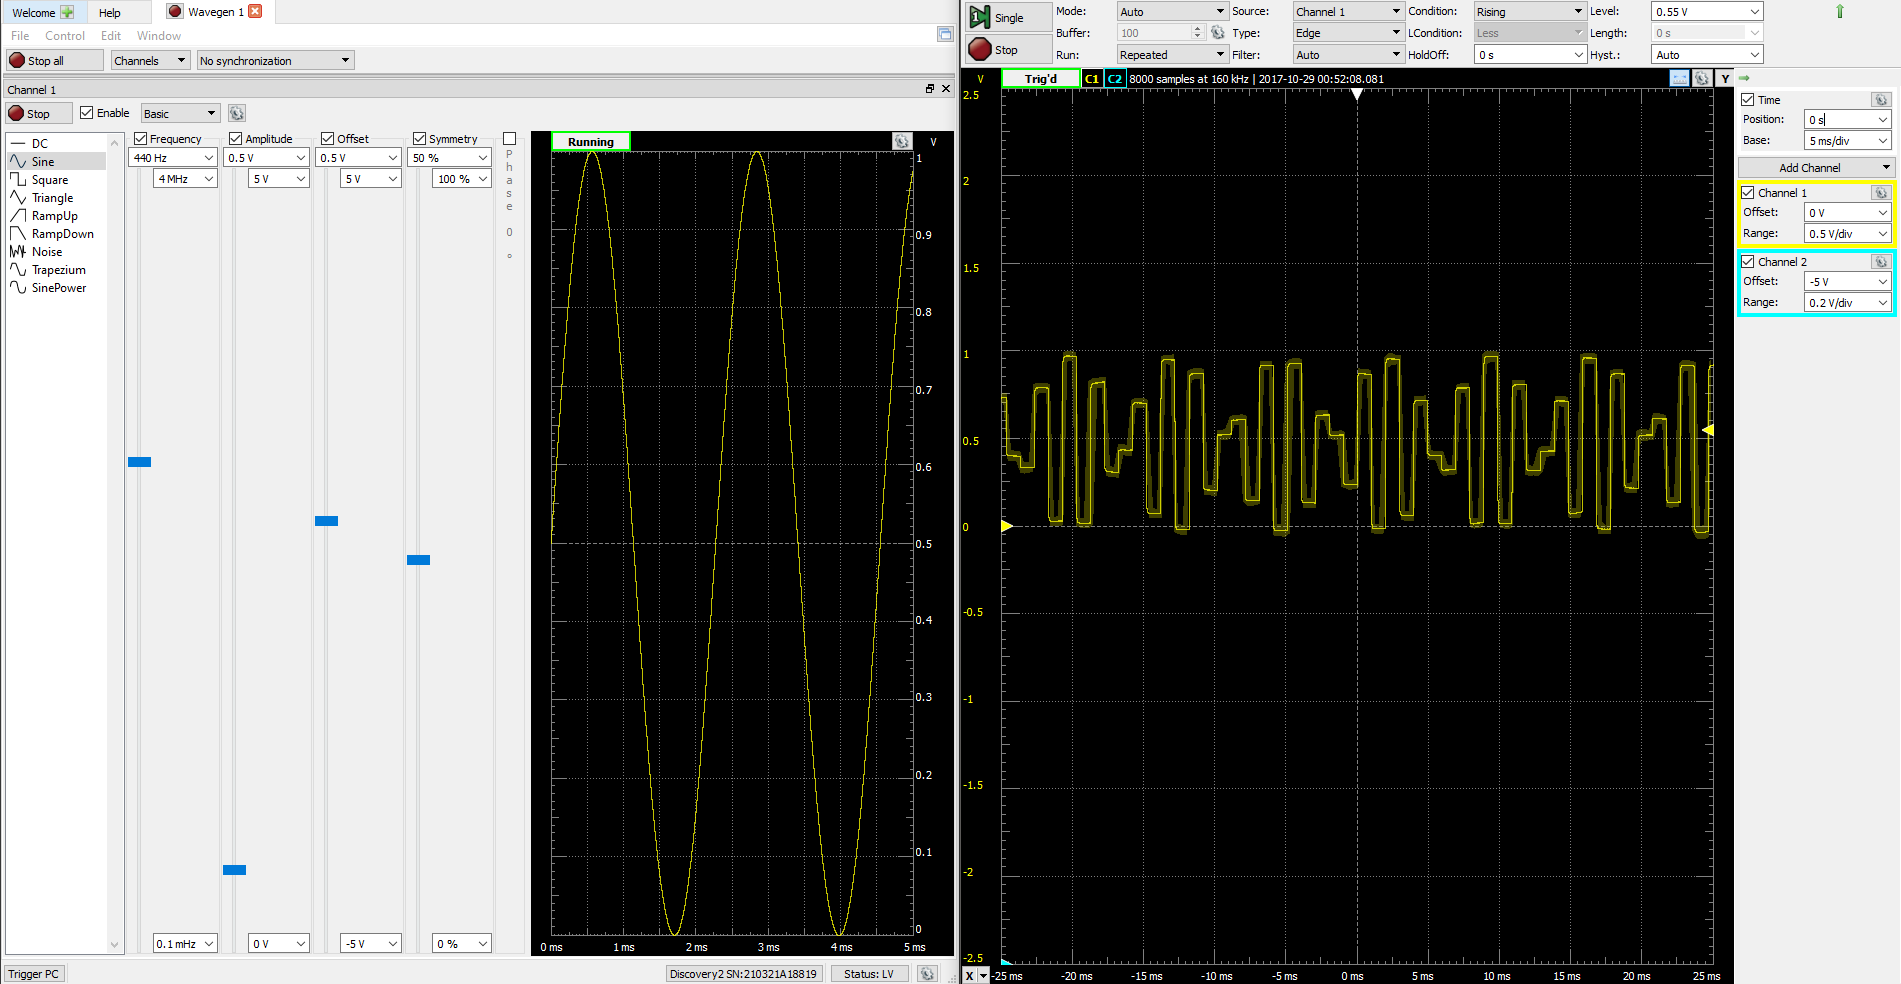 Welcome Help Wavegen 1
File Control Edit Window
Stop all Channels No synchronization
Channel 1
Stop Enable Basic
DC
Sine
Square
Triangle
RampUp
RampDown
Noise
Trapezium
SinePower
Frequency Amplitude Offset Symmetry
440 Hz 0.5 V 0.5 V 50 %
4 MHz 5 V 5 V 100 %
0.1 mHz 0 V -5 V 0 %
Phase 0 °
Running V
1
0.9
0.8
0.7
0.6
0.5
0.4
0.3
0.2
0.1
0
0 ms 1 ms 2 ms 3 ms 4 ms 5 ms
Trigger PC Discovery2 SN:210321A18819 Status: LV
Single Mode: Auto Source: Channel 1 Condition: Rising Level: 0.55 V
Buffer: 100 Type: Edge LCondition: Less Length: 0 s
Stop Run: Repeated Filter: Auto HoldOff: 0 s Hyst.: Auto
V Trig'd C1 C2 8000 samples at 160 kHz | 2017-10-29 00:52:08.081 Y
2.5
2
1.5
1
0.5
0
-0.5
-1
-1.5
-2
-2.5
X -25 ms -20 ms -15 ms -10 ms -5 ms 0 ms 5 ms 10 ms 15 ms 20 ms 25 ms
Time
Position: 0 s
Base: 5 ms/div
Add Channel
Channel 1
Offset: 0 V
Range: 0.5 V/div
Channel 2
Offset: -5 V
Range: 0.2 V/div